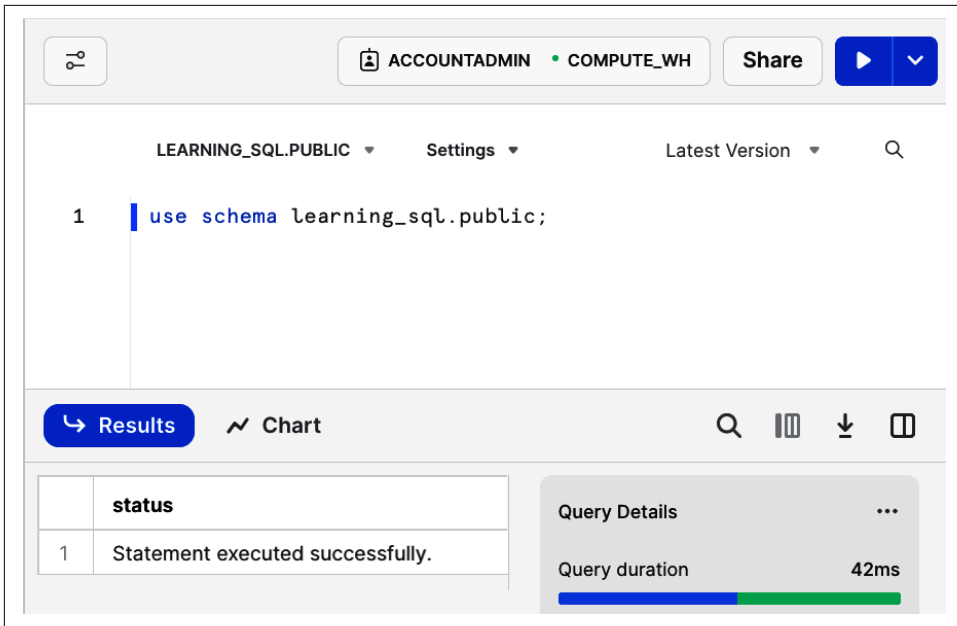 ACCOUNTADMIN COMPUTE_WH Share
LEARNING_SQL.PUBLIC Settings Latest Version
1 use schema learning_sql.public;
Results Chart
status
1 Statement executed successfully.
Query Details ...
Query duration 42ms